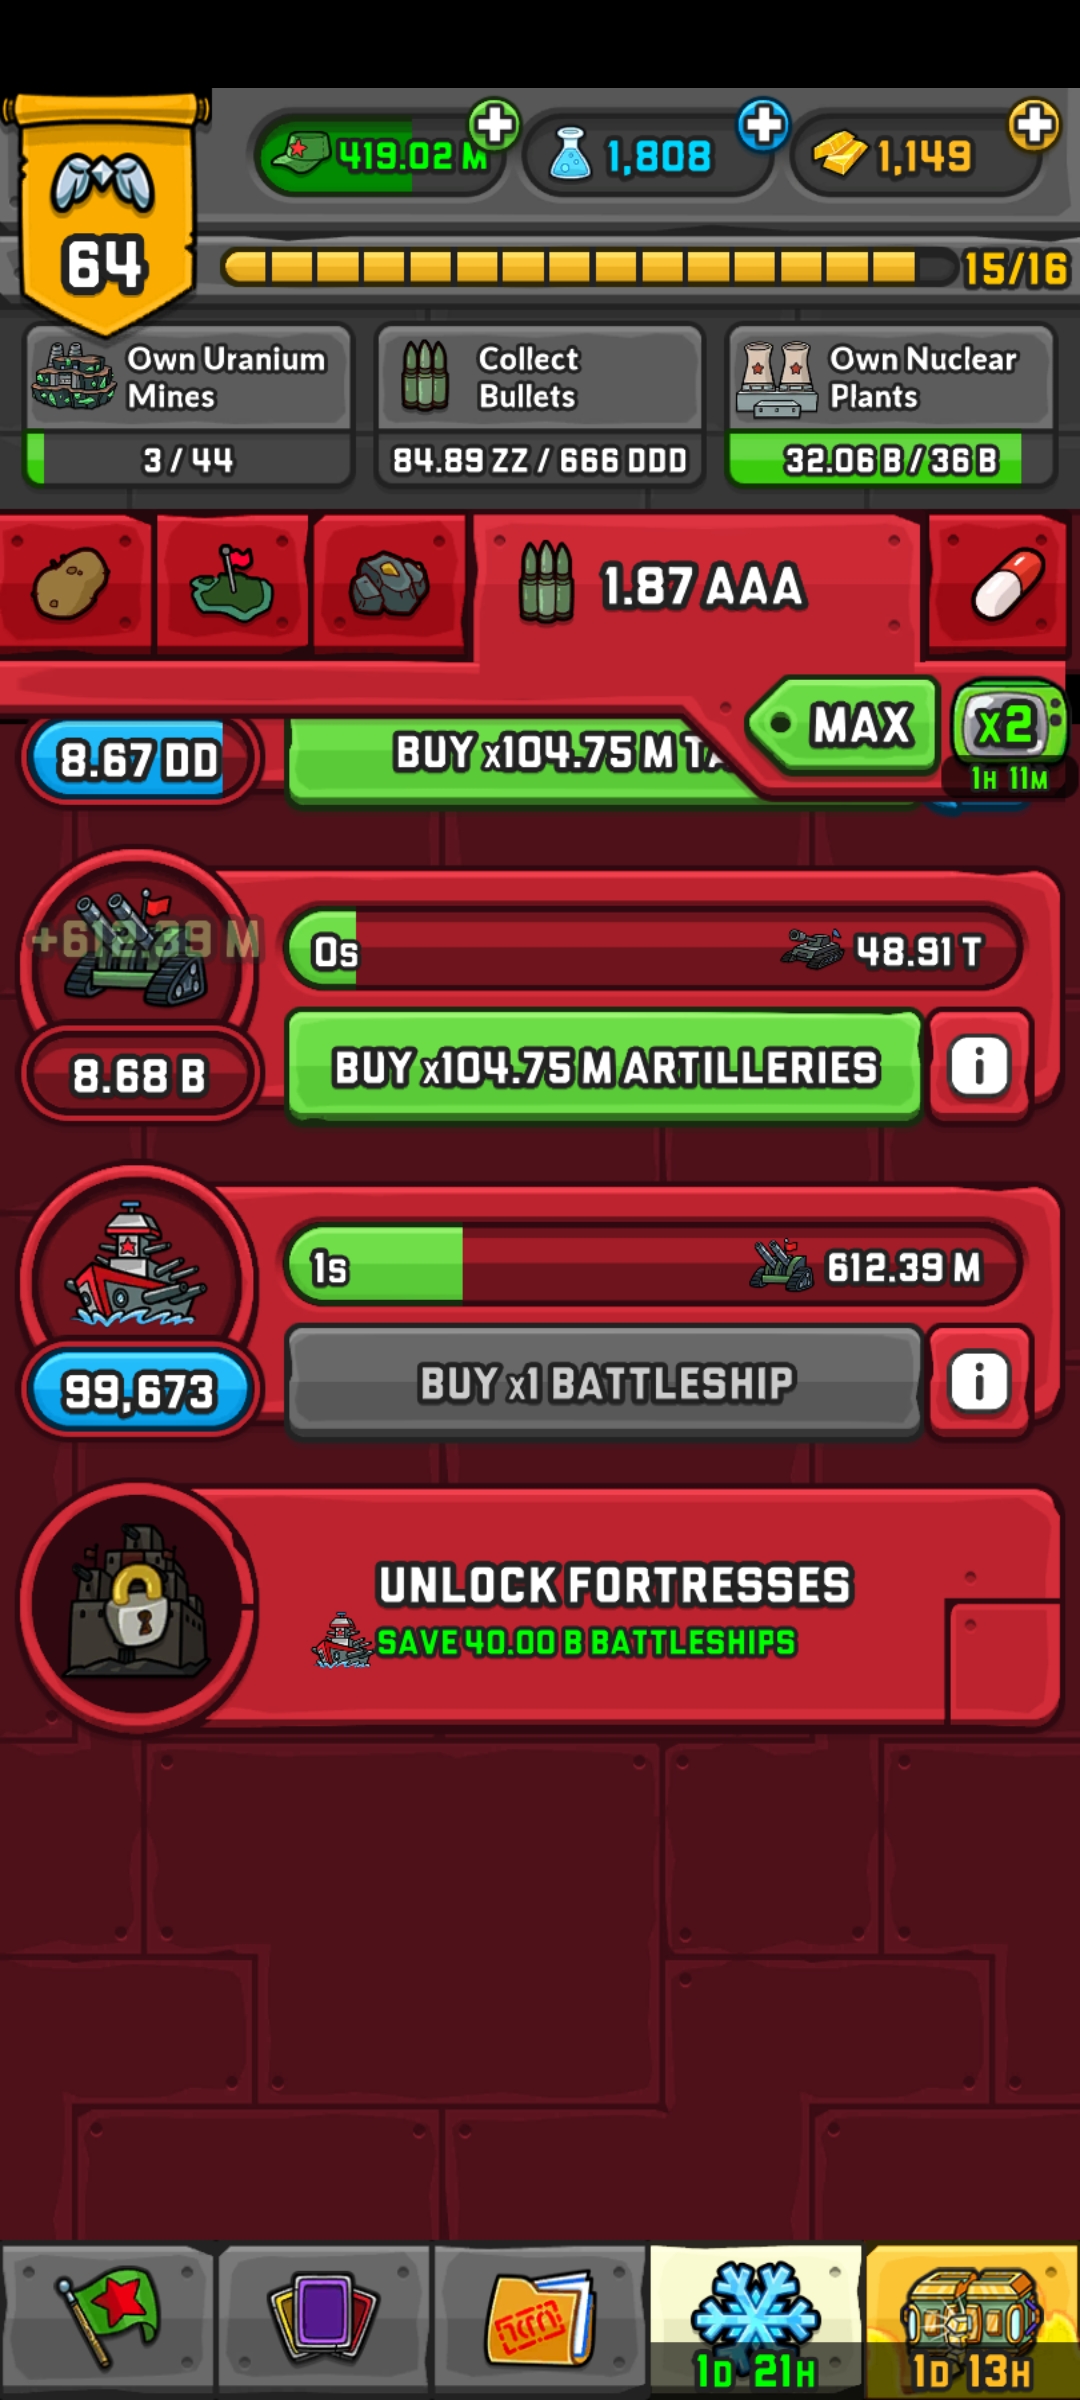 419.02 M
1,808
1,149
64
15/16
Own Uranium
Mines
3 / 44
Collect
Bullets
84.89 ZZ / 666 DDD
Own Nuclear
Plants
32.06 B / 36 B
1.87 AAA
MAX
x2
1H 11M
8.67 DD
BUY x104.75 M
+612.39 M
0s
48.91 T
8.68 B
BUY x104.75 M ARTILLERIES
i
1s
612.39 M
99,673
BUY x1 BATTLESHIP
i
UNLOCK FORTRESSES
SAVE 40.00 B BATTLESHIPS
1D 21H
1D 13H